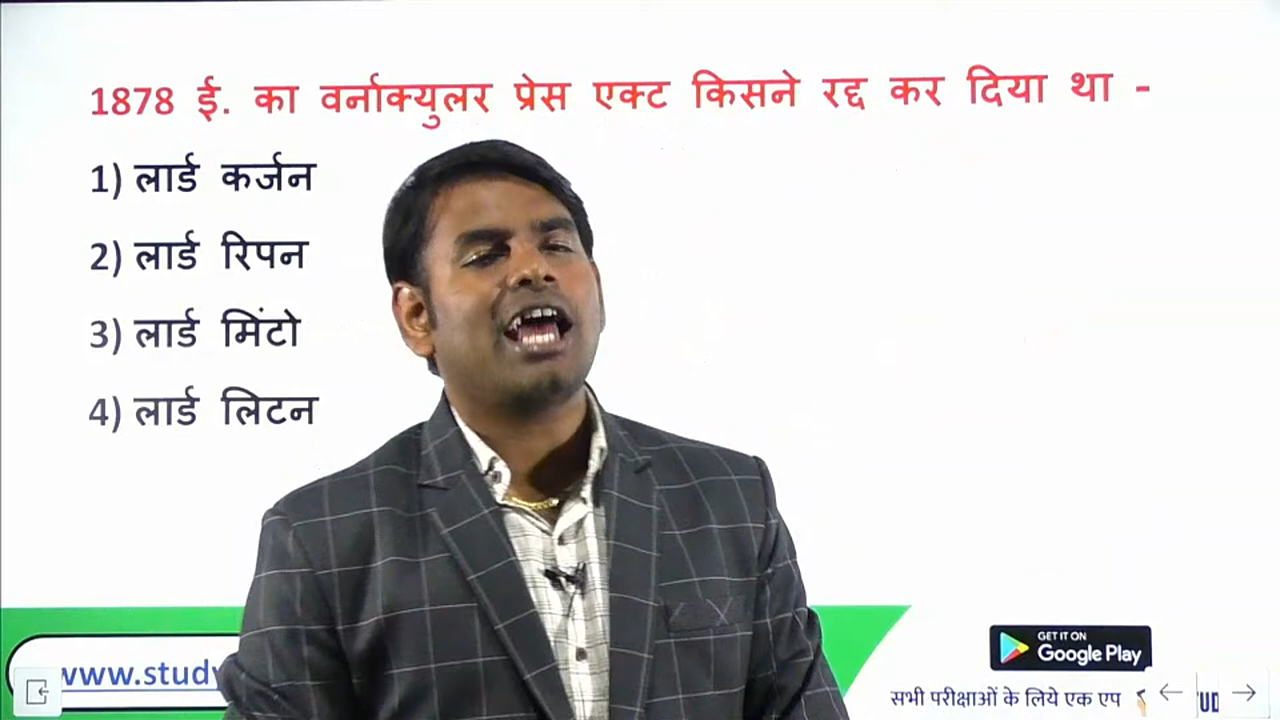 1878 ई. का वर्नाक्युलर प्रेस एक्ट किसने रद्द कर दिया था -
1) लार्ड कर्जन
2) लार्ड रिपन
3) लार्ड मिंटो
4) लार्ड लिटन
GET IT ON
Google Play
सभी परीक्षाओं के लिये एक एप